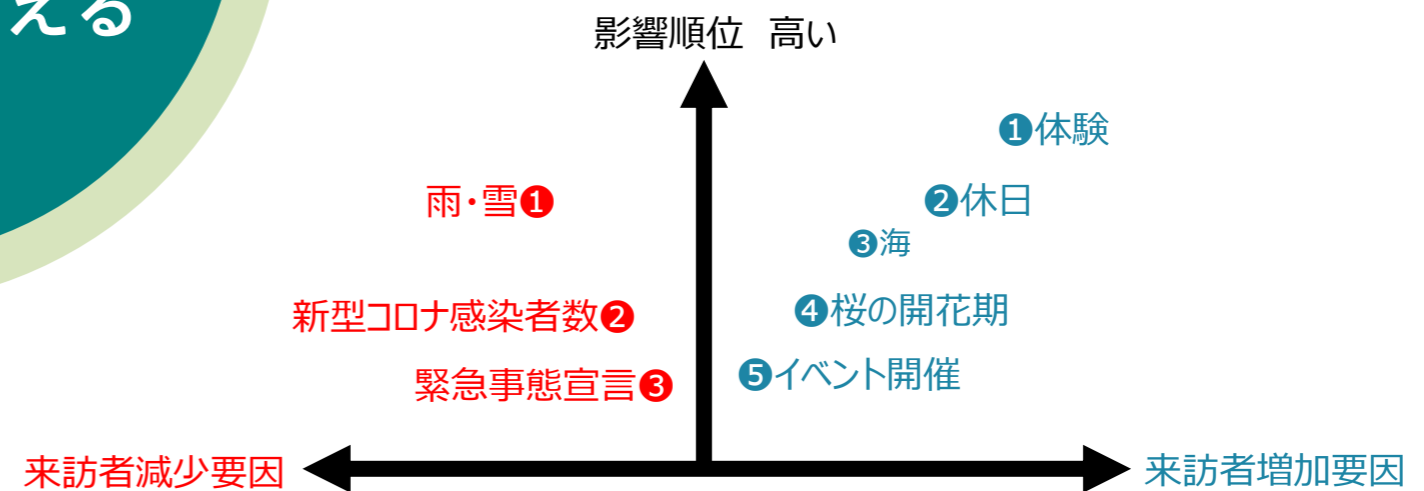 える
影響順位 高い
❶体験
雨・雪❶
❷休日
❸海
新型コロナ感染者数❷
❹桜の開花期
緊急事態宣言❸
❺イベント開催
来訪者減少要因
来訪者増加要因